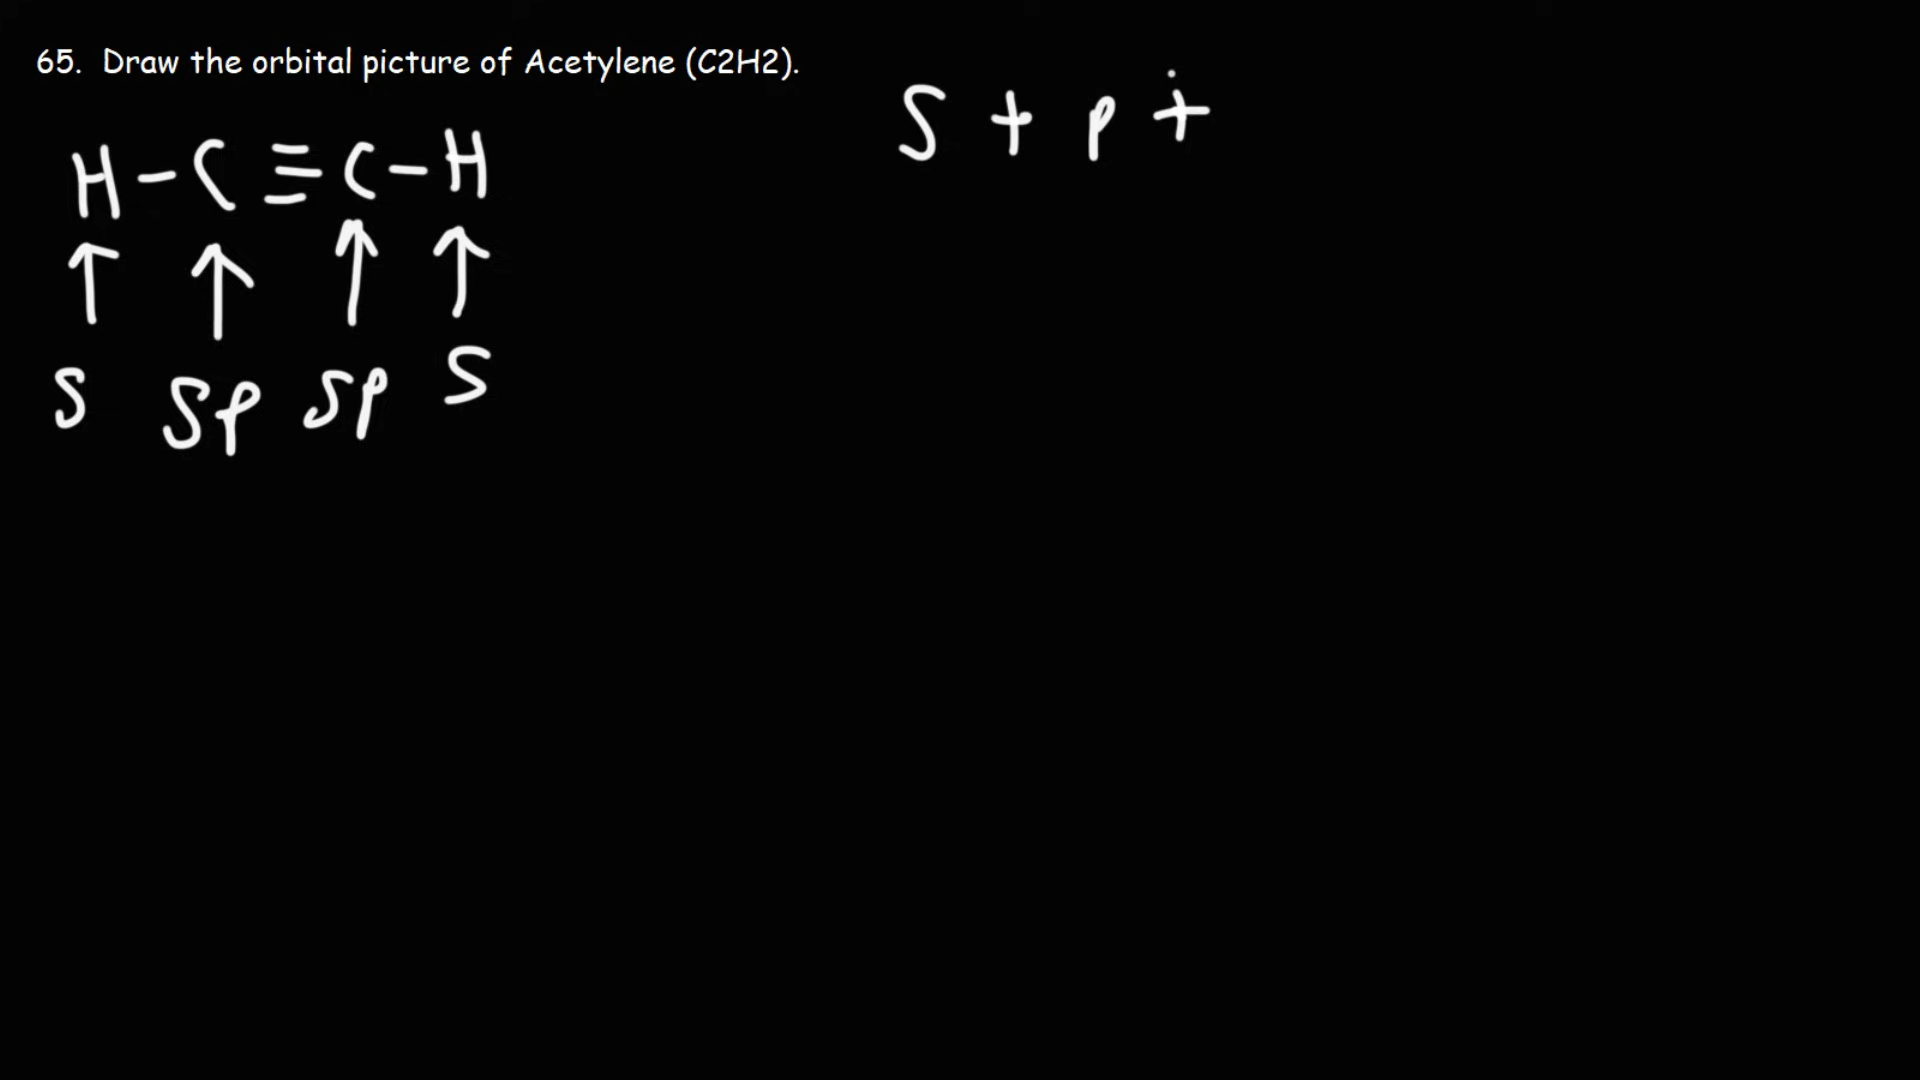 65. Draw the orbital picture of Acetylene (C2H2).
S + p +
H - C ≡ C - H
↑ ↑ ↑ ↑
S Sp Sp S